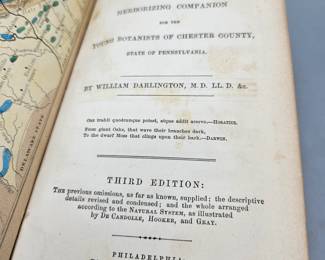 HERBORIZING COMPANION
FOR THE
YOUNG BOTANISTS OF CHESTER COUNTY,
STATE OF PENNSYLVANIA.
BY WILLIAM DARLINGTON, M. D. LL. D. &c.
Ore trahit quodcunque potest, atque addit acervo.—HORATIUS.
From giant Oaks, that wave their branches dark,
To the dwarf Moss that clings upon their bark.—DARWIN.
THIRD EDITION:
The previous omissions, as far as known, supplied; the descriptive
details revised and condensed; and the whole arranged
according to the NATURAL SYSTEM, as illustrated
by DE CANDOLLE, HOOKER, and GRAY.
PHILADELPHIA:
DELAWARE STATE